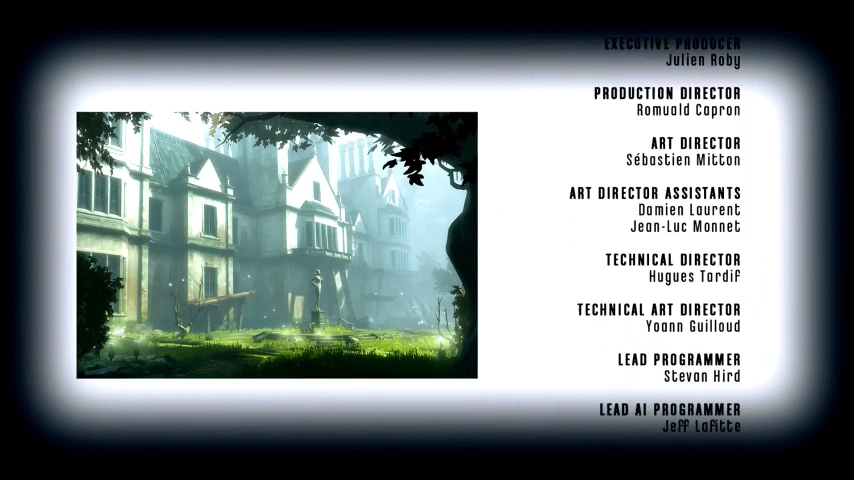 EXECUTIVE PRODUCER
Julien Roby
PRODUCTION DIRECTOR
Romuald Capron
ART DIRECTOR
Sébastien Mitton
ART DIRECTOR ASSISTANTS
Damien Laurent
Jean-Luc Monnet
TECHNICAL DIRECTOR
Hugues Tardif
TECHNICAL ART DIRECTOR
Yoann Guilloud
LEAD PROGRAMMER
Stevan Hird
LEAD AI PROGRAMMER
Jeff Lafitte